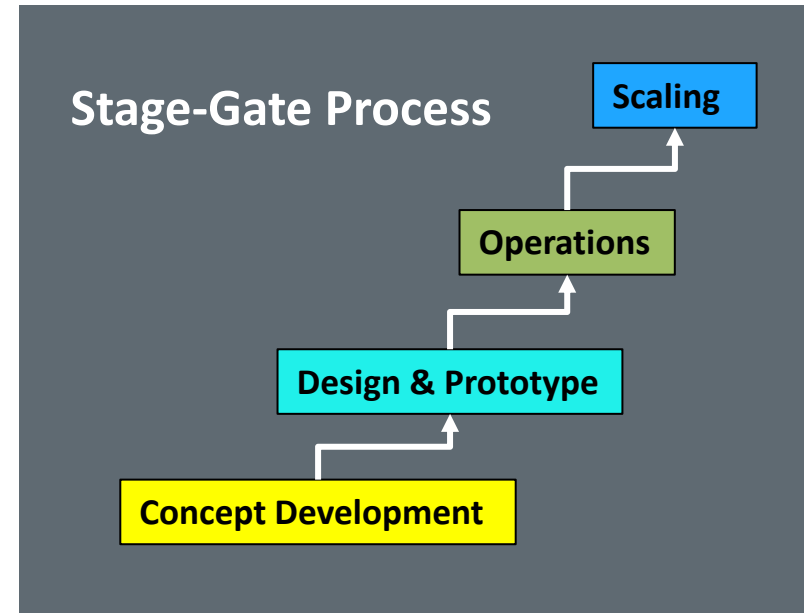 Stage-Gate Process
Scaling
Operations
Design & Prototype
Concept Development